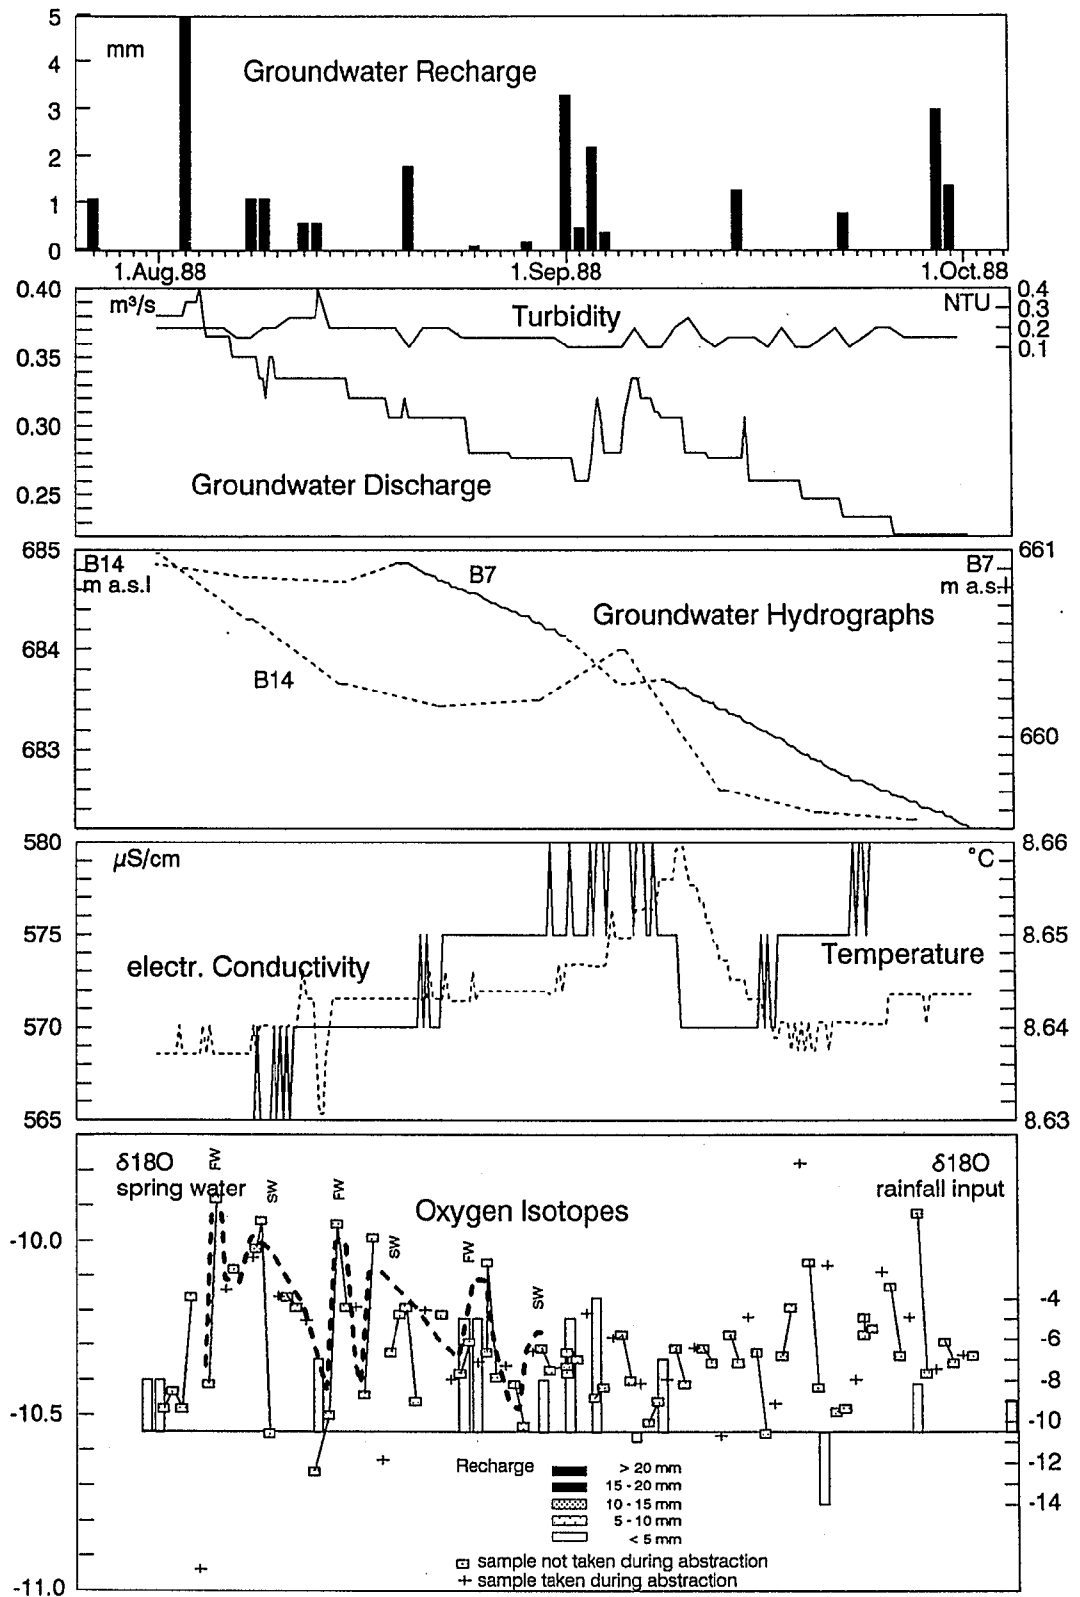 5
mm
Groundwater Recharge
4
3
2
1
0
1.Aug.88
1.Sep.88
1.Oct.88
0.40
m³/s
Turbidity
NTU
0.4
0.3
0.2
0.1
0.35
0.30
Groundwater Discharge
0.25
685
B14
m a.s.l
B7
B7
m a.s.l
661
Groundwater Hydrographs
684
B14
683
660
580
µS/cm
°C
8.66
575
8.65
electr. Conductivity
Temperature
570
8.64
565
8.63
δ18O
spring water
FW
SW
FW
SW
FW
SW
Oxygen Isotopes
δ18O
rainfall input
-10.0
-4
-6
-8
-10.5
-10
-12
-14
Recharge
> 20 mm
15 - 20 mm
10 - 15 mm
5 - 10 mm
< 5 mm
sample not taken during abstraction
sample taken during abstraction
-11.0